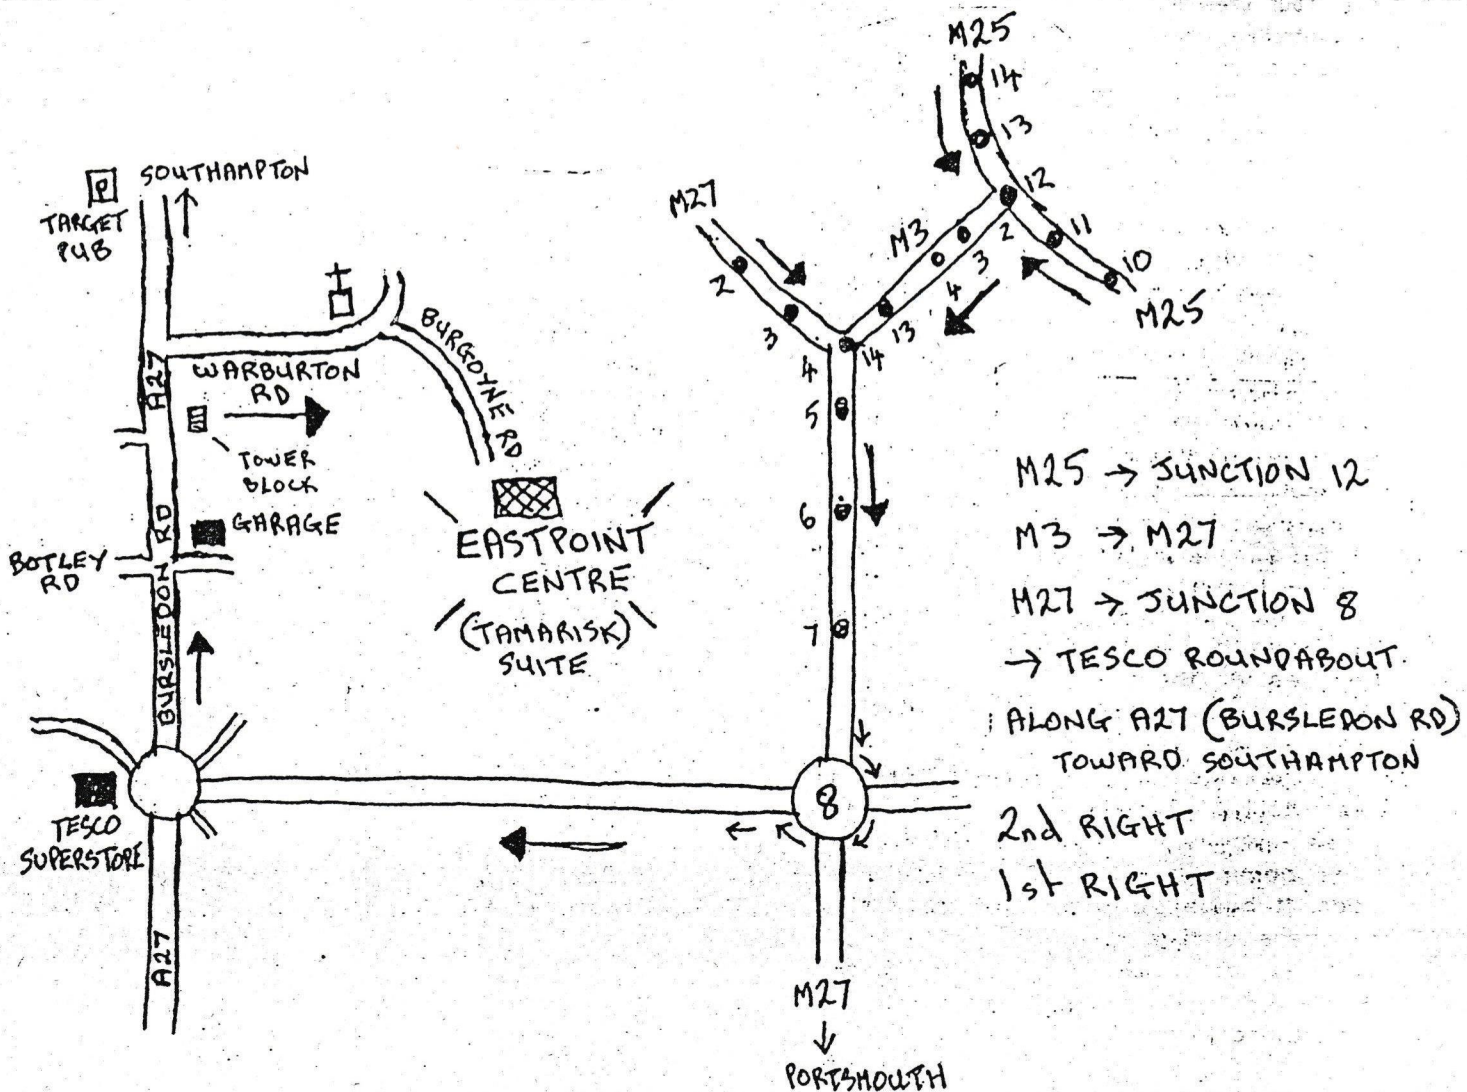 M25
14
13
12
11
10
M25
M3
2
3
4
13
14
M27
2
3
4
5
6
7
8
M27
↓
PORTSMOUTH
SOUTHAMPTON
P
TARGET
PUB
A27
WARBURTON
RD
BURGOYNE RD
TOWER
BLOCK
GARAGE
BOTLEY
RD
BURSLEDON RD
EASTPOINT
CENTRE
(TAMARISK)
SUITE
TESCO
SUPERSTORE
A27
M25 → JUNCTION 12
M3 → M27
M27 → JUNCTION 8
→ TESCO ROUNDABOUT
ALONG A27 (BURSLEDON RD)
TOWARD SOUTHAMPTON
2nd RIGHT
1st RIGHT